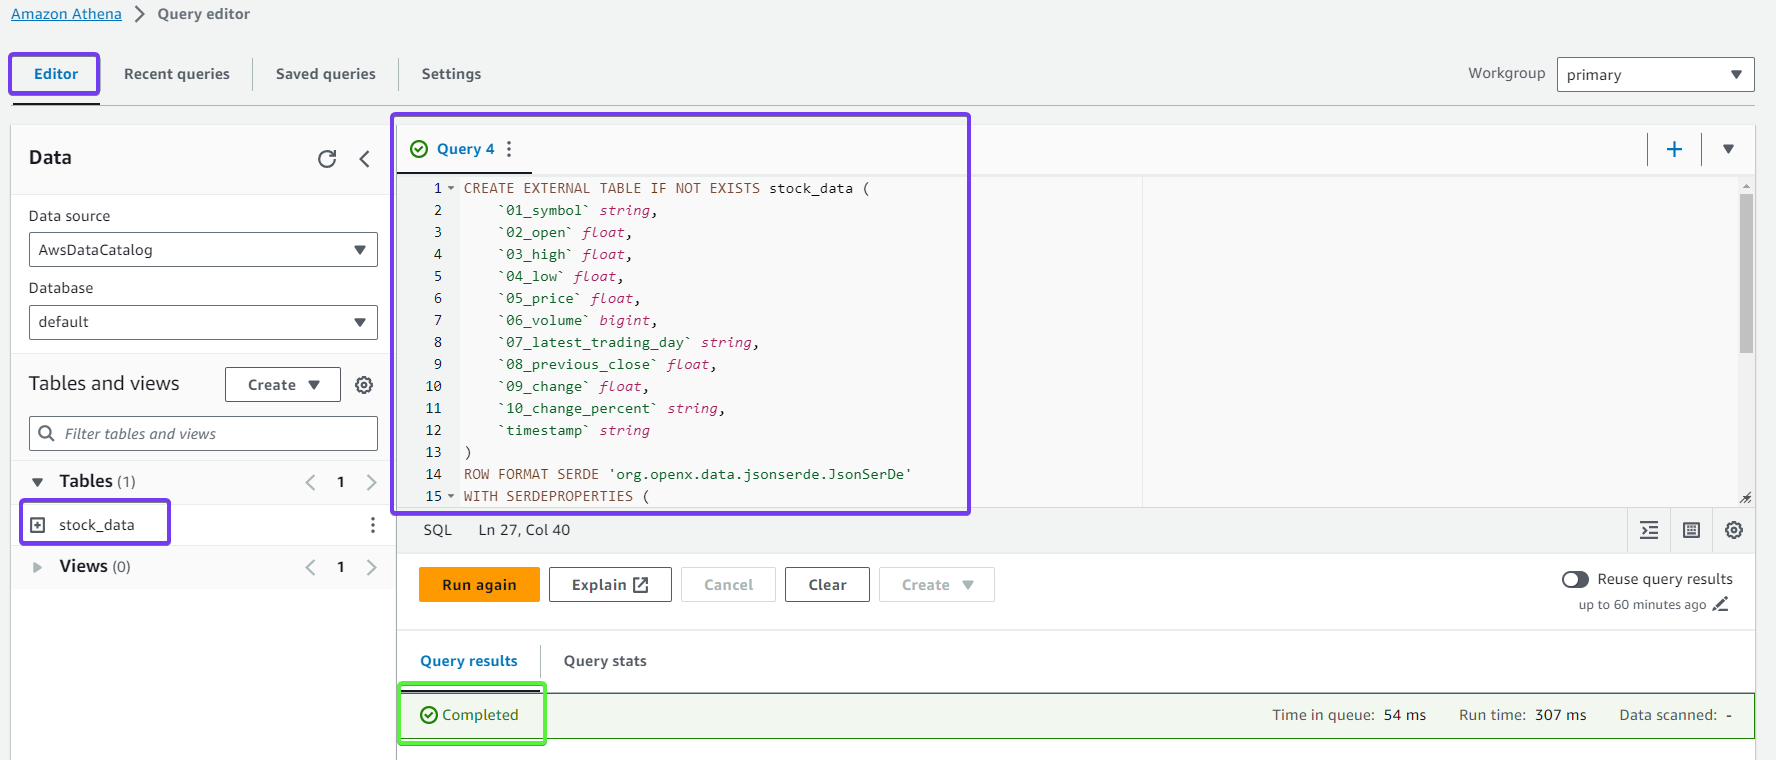 Amazon Athena > Query editor
Editor Recent queries Saved queries Settings
Workgroup primary
Data
Data source
AwsDataCatalog
Database
default
Tables and views Create
Filter tables and views
Tables (1) < 1 >
stock_data
Views (0) < 1 >
Query 4
1 CREATE EXTERNAL TABLE IF NOT EXISTS stock_data (
2 `01_symbol` string,
3 `02_open` float,
4 `03_high` float,
5 `04_low` float,
6 `05_price` float,
7 `06_volume` bigint,
8 `07_latest_trading_day` string,
9 `08_previous_close` float,
10 `09_change` float,
11 `10_change_percent` string,
12 `timestamp` string
13 )
14 ROW FORMAT SERDE 'org.openx.data.jsonserde.JsonSerDe'
15 WITH SERDEPROPERTIES (
SQL Ln 27, Col 40
Run again Explain Cancel Clear Create
Reuse query results
up to 60 minutes ago
Query results Query stats
Completed
Time in queue: 54 ms Run time: 307 ms Data scanned: -